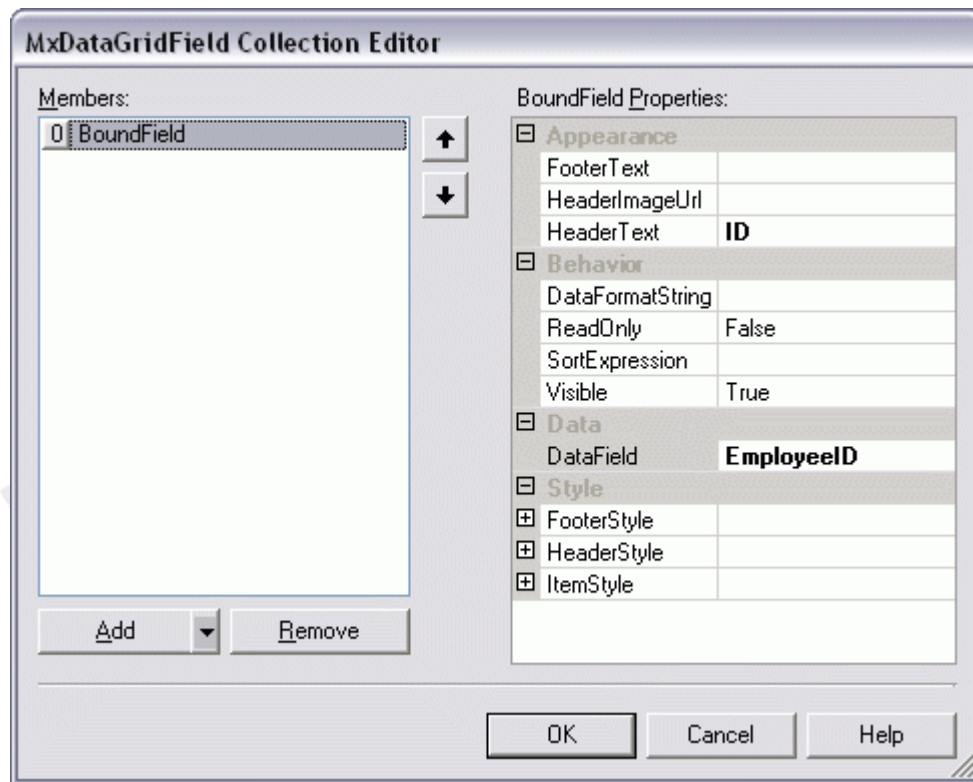 MxDataGridField Collection Editor
Members:
0 BoundField
Add
Remove
BoundField Properties:
Appearance
FooterText
HeaderImageUrl
HeaderText ID
Behavior
DataFormatString
ReadOnly False
SortExpression
Visible True
Data
DataField EmployeeID
Style
FooterStyle
HeaderStyle
ItemStyle
OK Cancel Help